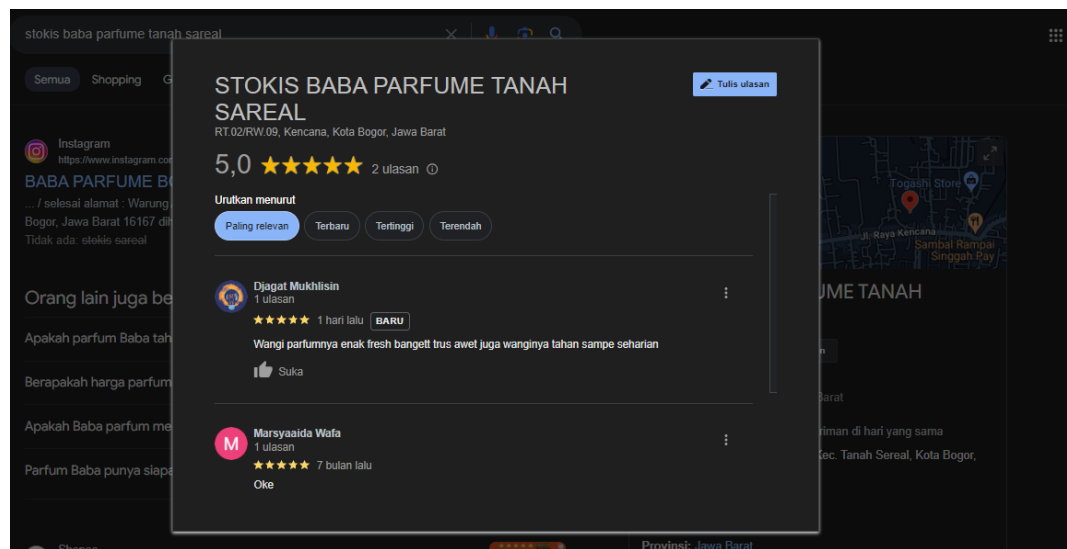 stokis baba parfume tanah sareal
Semua Shopping G
Instagram
https://www.instagram.com
BABA PARFUME BO
... / selesai alamat : Warung
Bogor, Jawa Barat 16167 dih
Tidak ada: stokis sareal
Orang lain juga be
Apakah parfum Baba tah
Berapakah harga parfum
Apakah Baba parfum me
Parfum Baba punya siapa
STOKIS BABA PARFUME TANAH
SAREAL
RT.02/RW.09, Kencana, Kota Bogor, Jawa Barat
Tulis ulasan
5,0 2 ulasan
Urutkan menurut
Paling relevan Terbaru Tertinggi Terendah
Djagat Mukhlisin
1 ulasan
1 hari lalu BARU
Wangi parfumnya enak fresh bangett trus awet juga wanginya tahan sampe seharian
Suka
M
Marsyaaida Wafa
1 ulasan
7 bulan lalu
Oke
Togashi Store
Jl. Raya Kencana
Sambal Rampai
Singgah Pay
UME TANAH
n
Barat
riman di hari yang sama
Kec. Tanah Sereal, Kota Bogor,
Provinsi: Jawa Barat